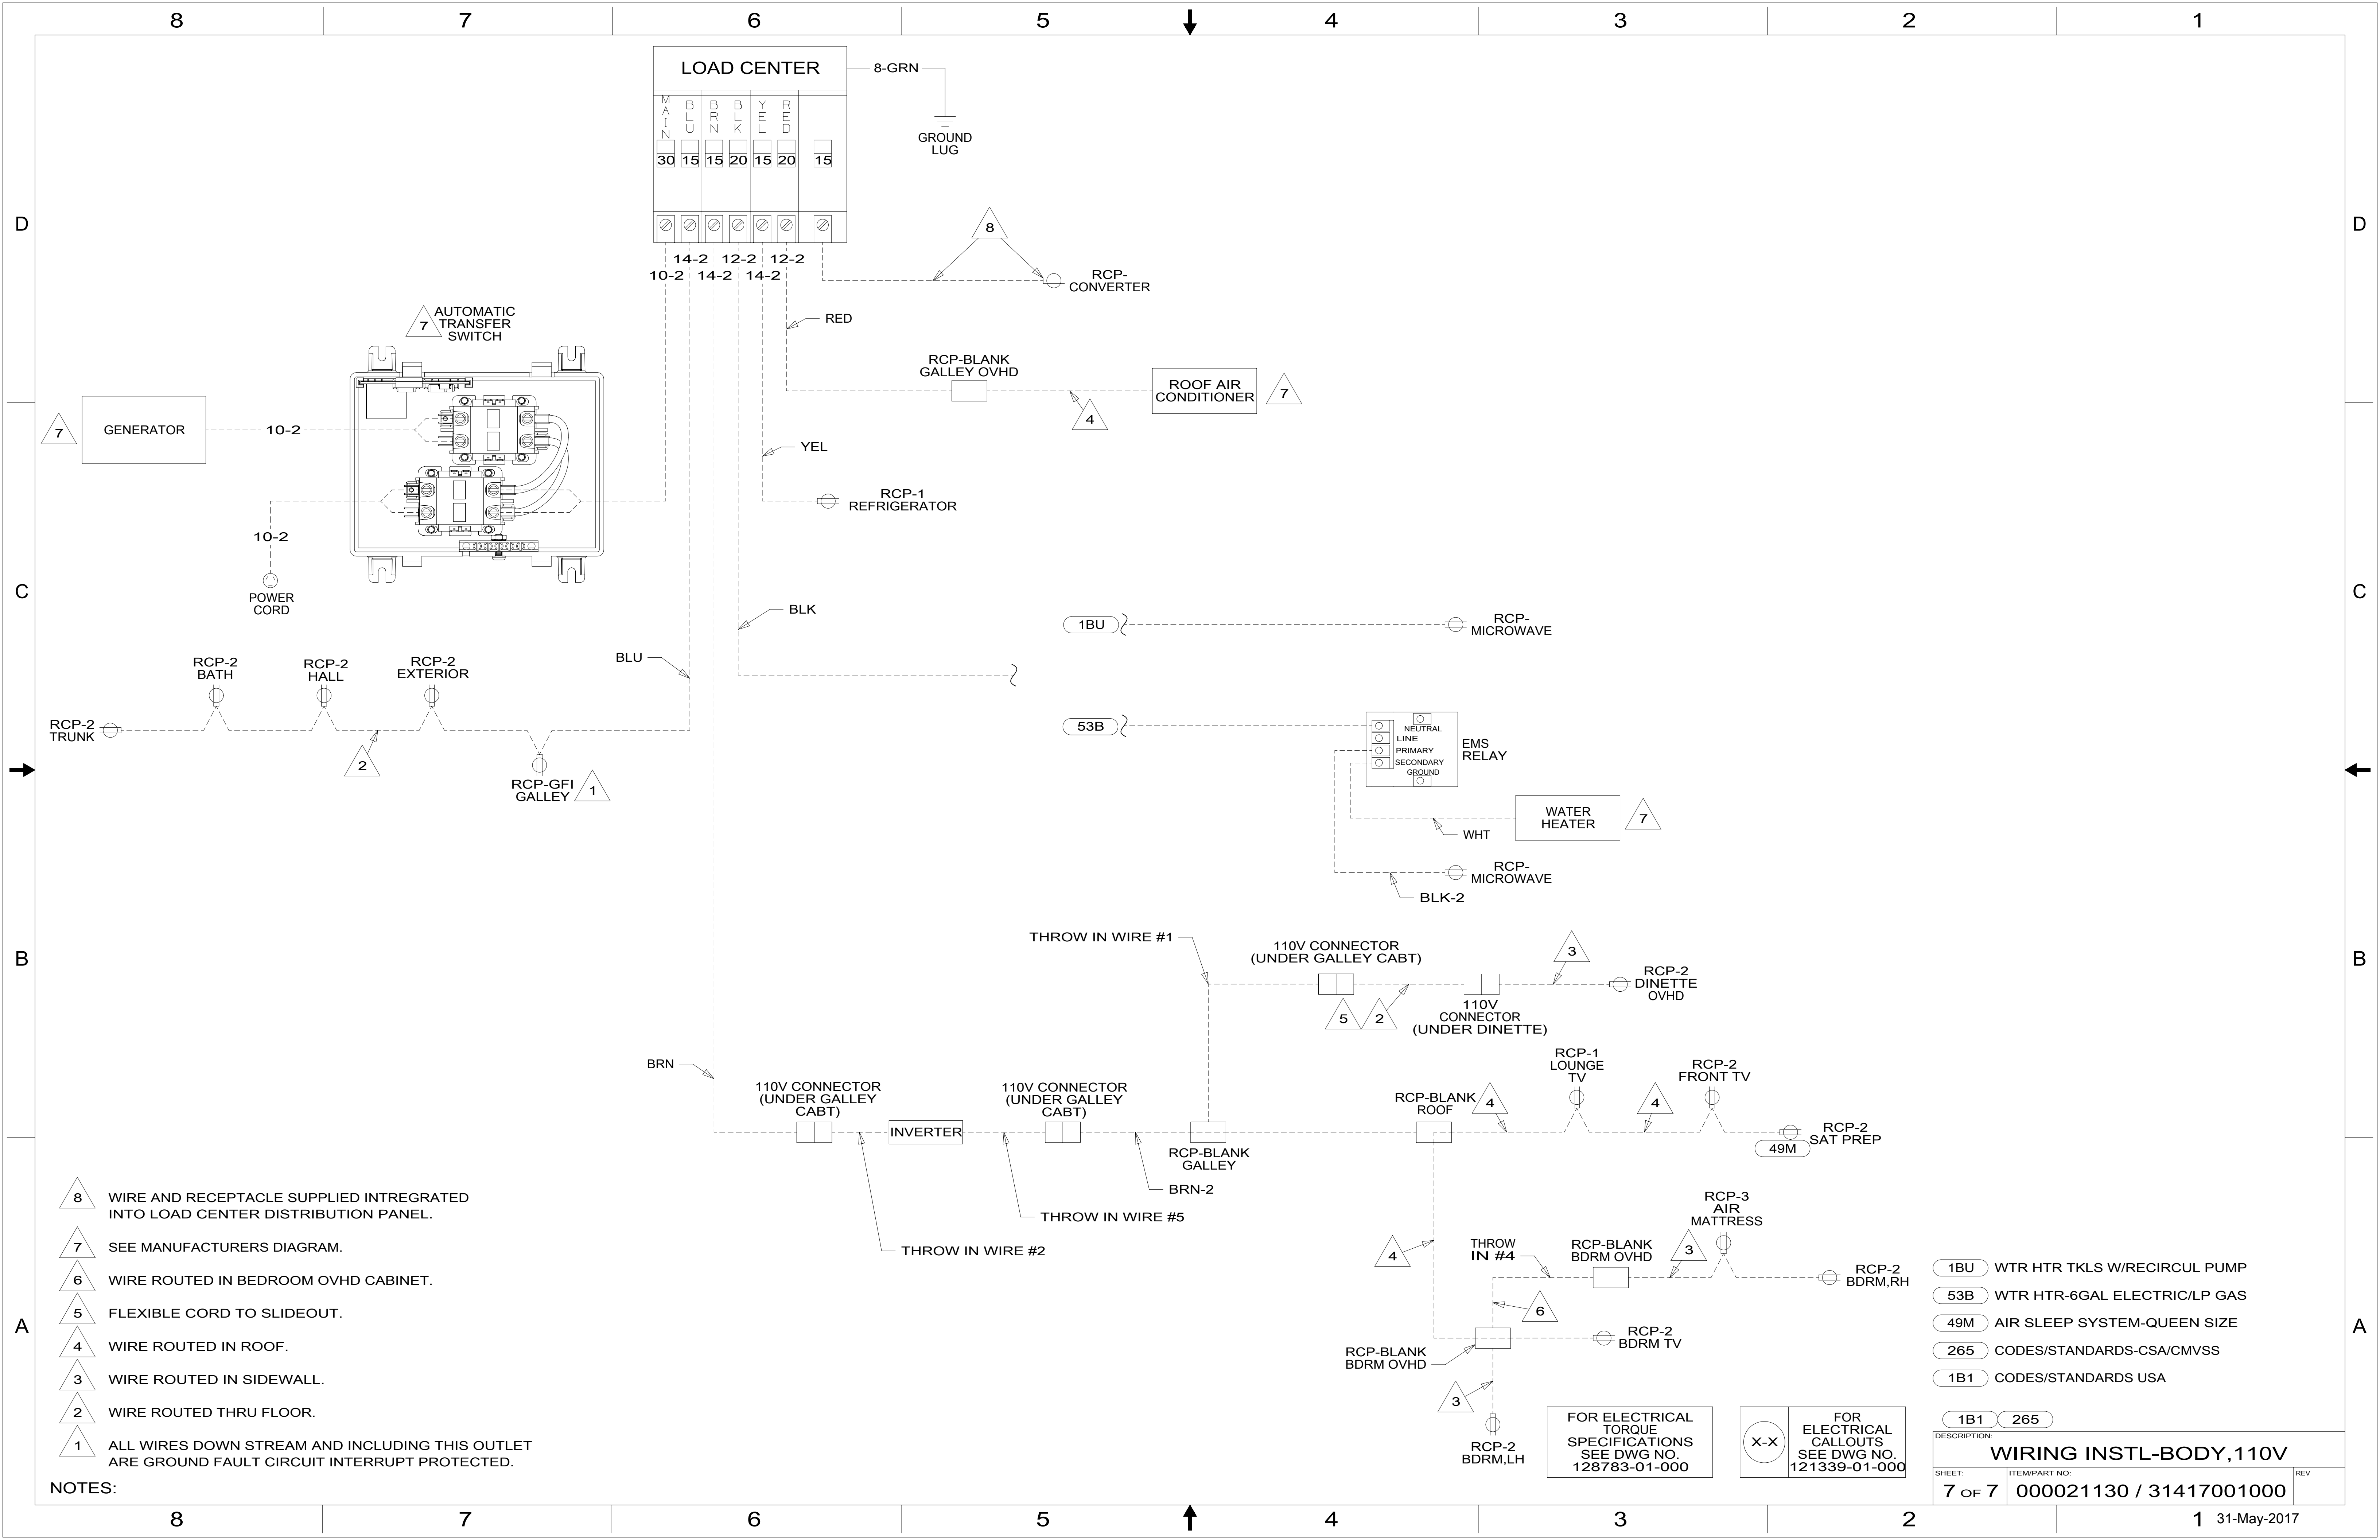 8 7 6 5 4 3 2 1
LOAD CENTER
8-GRN
GROUND
LUG
MAIN BLU BRN BLK YEL RED
30 15 15 20 15 20 15
14-2 12-2 12-2
10-2 14-2 14-2
8
RCP-
CONVERTER
D
D
RED
7
AUTOMATIC
TRANSFER
SWITCH
RCP-BLANK
GALLEY OVHD
4
ROOF AIR
CONDITIONER
7
7
GENERATOR
10-2
YEL
RCP-1
REFRIGERATOR
10-2
POWER
CORD
C
C
BLK
1BU
RCP-
MICROWAVE
BLU
RCP-2
BATH
RCP-2
HALL
RCP-2
EXTERIOR
RCP-2
TRUNK
2
RCP-GFI
GALLEY
1
53B
NEUTRAL
LINE
PRIMARY
SECONDARY
GROUND
EMS
RELAY
WATER
HEATER
7
WHT
RCP-
MICROWAVE
BLK-2
B
B
THROW IN WIRE #1
110V CONNECTOR
(UNDER GALLEY CABT)
5
2
110V
CONNECTOR
(UNDER DINETTE)
3
RCP-2
DINETTE
OVHD
BRN
110V CONNECTOR
(UNDER GALLEY
CABT)
INVERTER
110V CONNECTOR
(UNDER GALLEY
CABT)
RCP-BLANK
GALLEY
BRN-2
THROW IN WIRE #5
THROW IN WIRE #2
RCP-BLANK
ROOF
4
RCP-1
LOUNGE
TV
4
RCP-2
FRONT TV
RCP-2
SAT PREP
49M
4
THROW
IN #4
RCP-BLANK
BDRM OVHD
3
RCP-3
AIR
MATTRESS
RCP-2
BDRM,RH
6
RCP-2
BDRM TV
RCP-BLANK
BDRM OVHD
3
RCP-2
BDRM,LH
A
A
8 WIRE AND RECEPTACLE SUPPLIED INTREGRATED
INTO LOAD CENTER DISTRIBUTION PANEL.
7 SEE MANUFACTURERS DIAGRAM.
6 WIRE ROUTED IN BEDROOM OVHD CABINET.
5 FLEXIBLE CORD TO SLIDEOUT.
4 WIRE ROUTED IN ROOF.
3 WIRE ROUTED IN SIDEWALL.
2 WIRE ROUTED THRU FLOOR.
1 ALL WIRES DOWN STREAM AND INCLUDING THIS OUTLET
ARE GROUND FAULT CIRCUIT INTERRUPT PROTECTED.
NOTES:
FOR ELECTRICAL
TORQUE
SPECIFICATIONS
SEE DWG NO.
128783-01-000
X-X
FOR
ELECTRICAL
CALLOUTS
SEE DWG NO.
121339-01-000
1BU WTR HTR TKLS W/RECIRCUL PUMP
53B WTR HTR-6GAL ELECTRIC/LP GAS
49M AIR SLEEP SYSTEM-QUEEN SIZE
265 CODES/STANDARDS-CSA/CMVSS
1B1 CODES/STANDARDS USA
1B1 265
DESCRIPTION:
WIRING INSTL-BODY,110V
SHEET: ITEM/PART NO: REV
7 OF 7 000021130 / 31417001000
8 7 6 5 4 3 2 1
31-May-2017